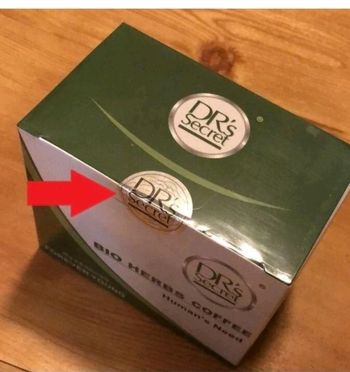 DR's
Secret
®
DR's
Secret
DR's
Secret
®
BIO HERBS COFFEE
Human's Need